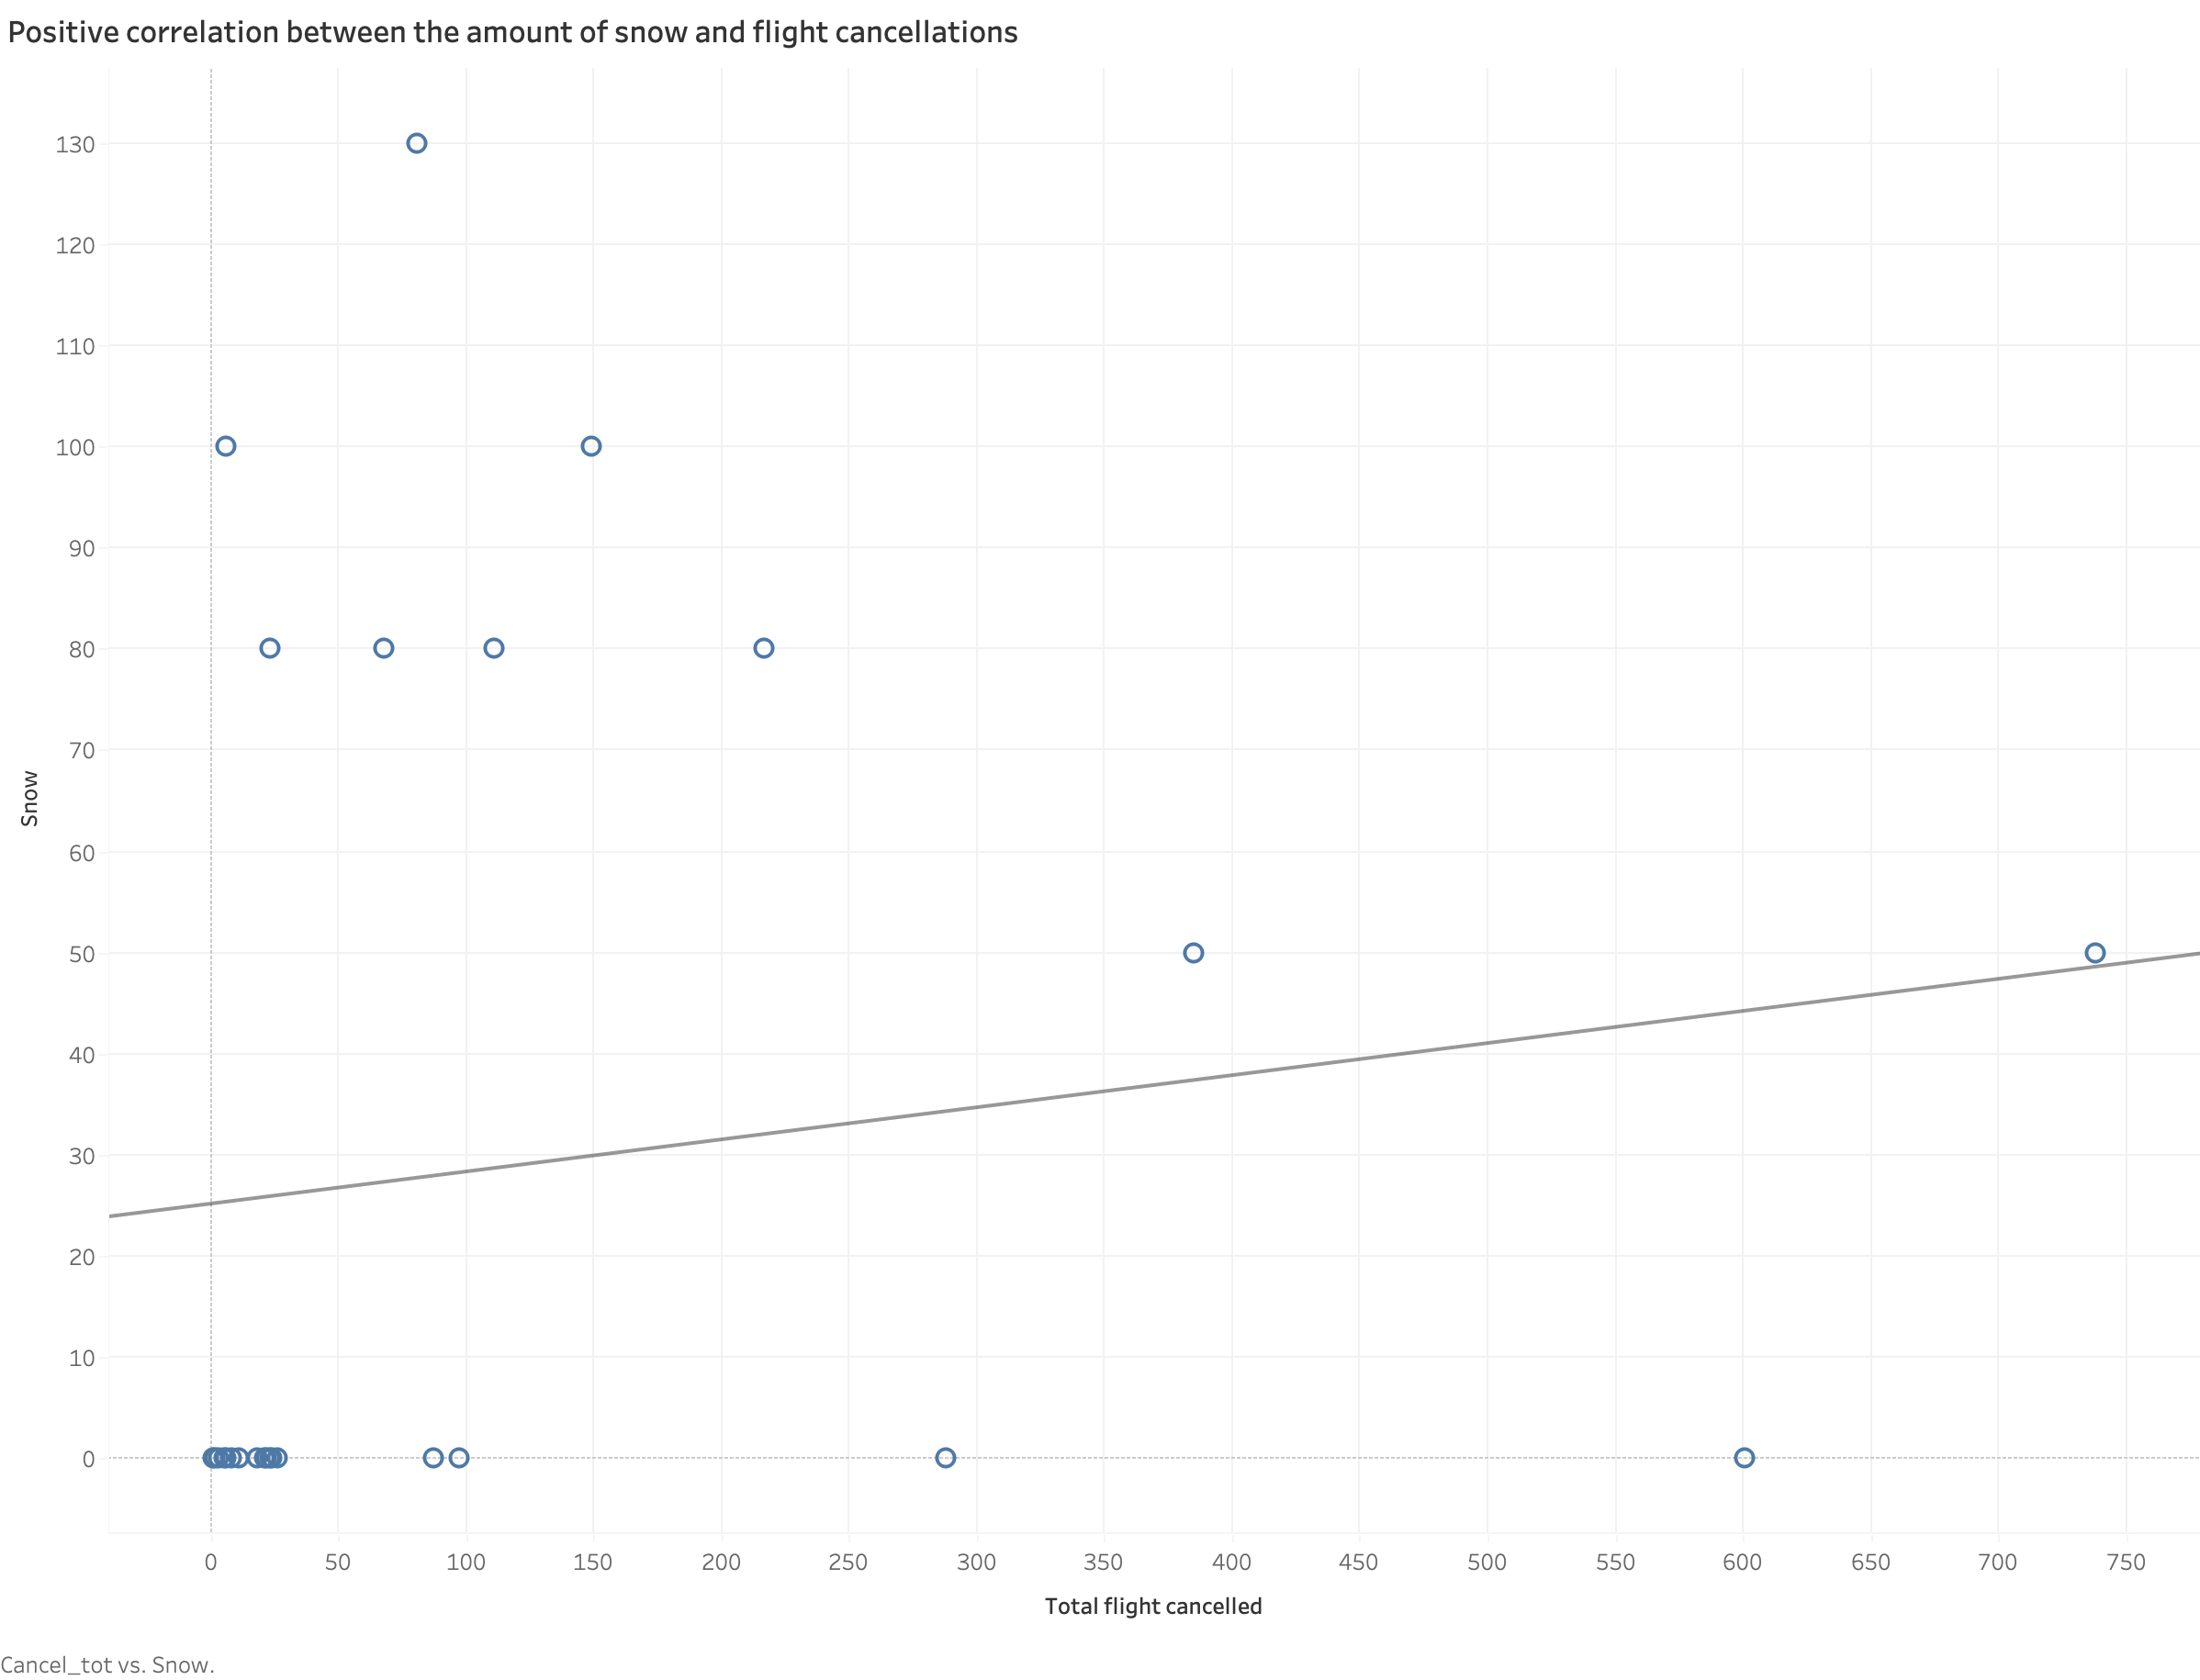 Positive correlation between the amount of snow and flight cancellations
130
120
110
100
90
80
70
60
50
40
30
20
10
0
Snow
0 50 100 150 200 250 300 350 400 450 500 550 600 650 700 750
Total flight cancelled
Cancel_tot vs. Snow.